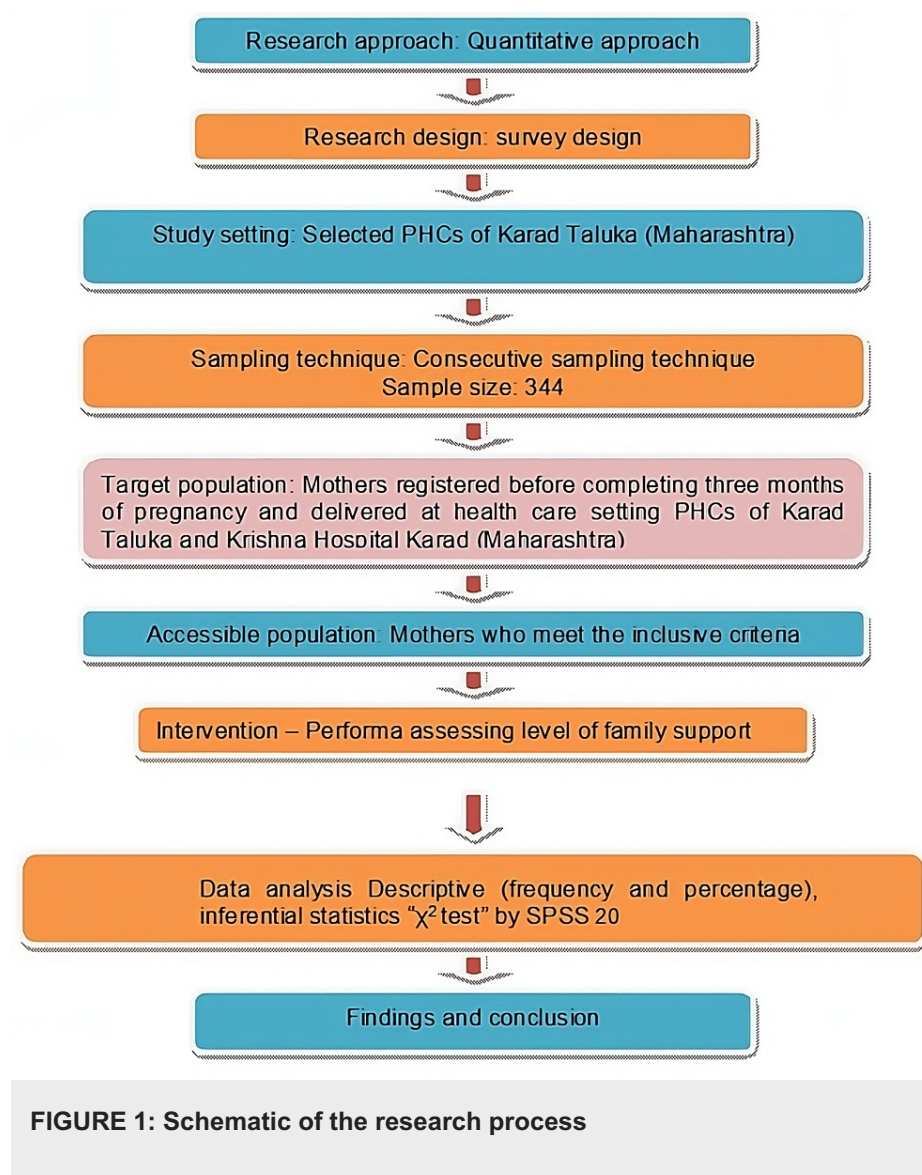 Research approach: Quantitative approach
Research design: survey design
Study setting: Selected PHCs of Karad Taluka (Maharashtra)
Sampling technique: Consecutive sampling technique
Sample size: 344
Target population: Mothers registered before completing three months
of pregnancy and delivered at health care setting PHCs of Karad
Taluka and Krishna Hospital Karad (Maharashtra)
Accessible population: Mothers who meet the inclusive criteria
Intervention – Performa assessing level of family support
Data analysis Descriptive (frequency and percentage),
inferential statistics “χ² test” by SPSS 20
Findings and conclusion
FIGURE 1: Schematic of the research process